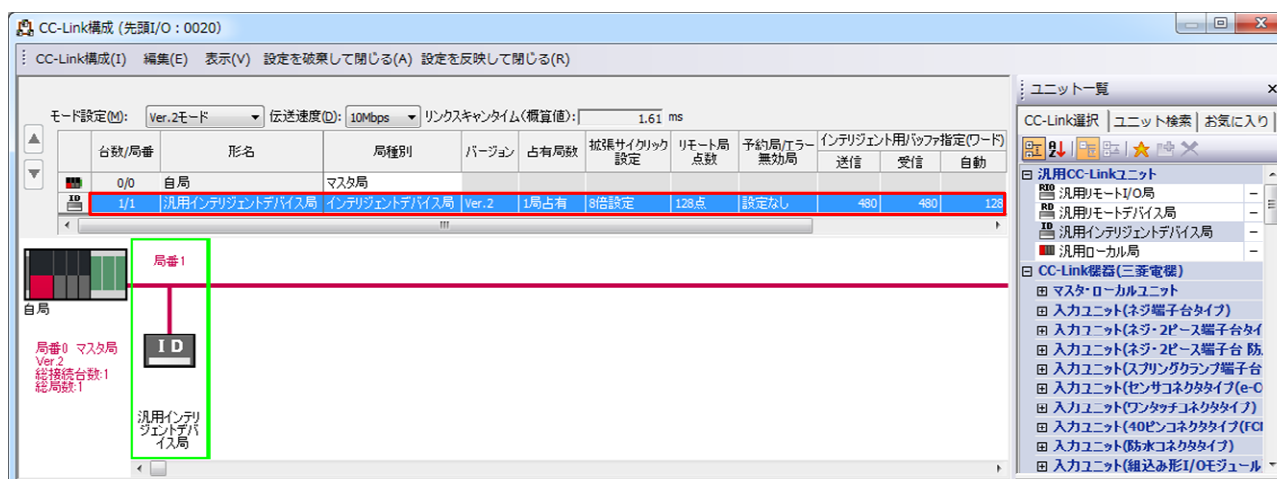 CC-Link構成 (先頭I/O : 0020)
CC-Link構成(I) 編集(E) 表示(V) 設定を破棄して閉じる(A) 設定を反映して閉じる(R)
モード設定(M): Ver.2モード 伝送速度(D): 10Mbps リンクスキャンタイム(概算値): 1.61 ms
台数/局番 形名 局種別 バージョン 占有局数 拡張サイクリック設定 リモート局点数 予約局/エラー無効局 インテリジェント用バッファ指定(ワード)
送信 受信 自動
0/0 自局 マスタ局
ID 1/1 汎用インテリジェントデバイス局 インテリジェントデバイス局 Ver.2 1局占有 8倍設定 128点 設定なし 480 480 128
局番1
自局
局番0 マスタ局
Ver.2
総接続台数:1
総局数:1
ID
汎用インテリ
ジェントデバ
イス局
ユニット一覧
CC-Link選択 ユニット検索 お気に入り
汎用CC-Linkユニット
RIO 汎用リモートI/O局 –
RD 汎用リモートデバイス局 –
ID 汎用インテリジェントデバイス局 –
汎用ローカル局 –
CC-Link機器(三菱電機)
マスタ・ローカルユニット
入力ユニット(ネジ端子台タイプ)
入力ユニット(ネジ・2ピース端子台タイ
入力ユニット(ネジ・2ピース端子台 防
入力ユニット(スプリングクランプ端子台
入力ユニット(センサコネクタタイプ(e-C
入力ユニット(ワンタッチコネクタタイプ)
入力ユニット(40ピンコネクタタイプ(FC
入力ユニット(防水コネクタタイプ)
入力ユニット(組込み形I/Oモジュール